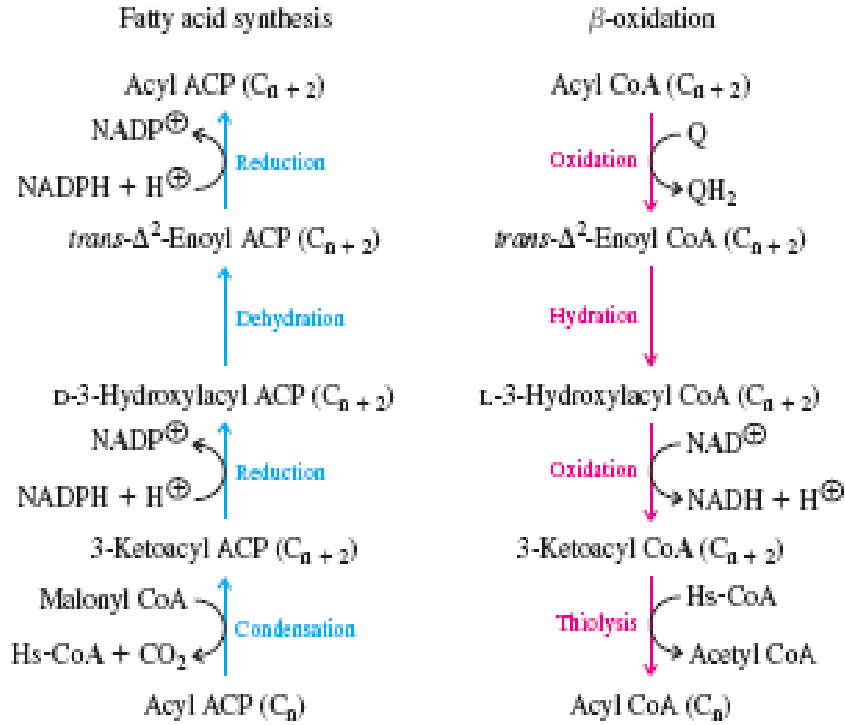 Fatty acid synthesis
Acyl ACP (Cn + 2)
NADP⊕
Reduction
NADPH + H⊕
trans-Δ²-Enoyl ACP (Cn + 2)
Dehydration
D-3-Hydroxylacyl ACP (Cn + 2)
NADP⊕
Reduction
NADPH + H⊕
3-Ketoacyl ACP (Cn + 2)
Malonyl CoA
Condensation
Hs-CoA + CO₂
Acyl ACP (Cn)
β-oxidation
Acyl CoA (Cn + 2)
Q
Oxidation
QH₂
trans-Δ²-Enoyl CoA (Cn + 2)
Hydration
L-3-Hydroxylacyl CoA (Cn + 2)
NAD⊕
Oxidation
NADH + H⊕
3-Ketoacyl CoA (Cn + 2)
Hs-CoA
Thiolysis
Acetyl CoA
Acyl CoA (Cn)